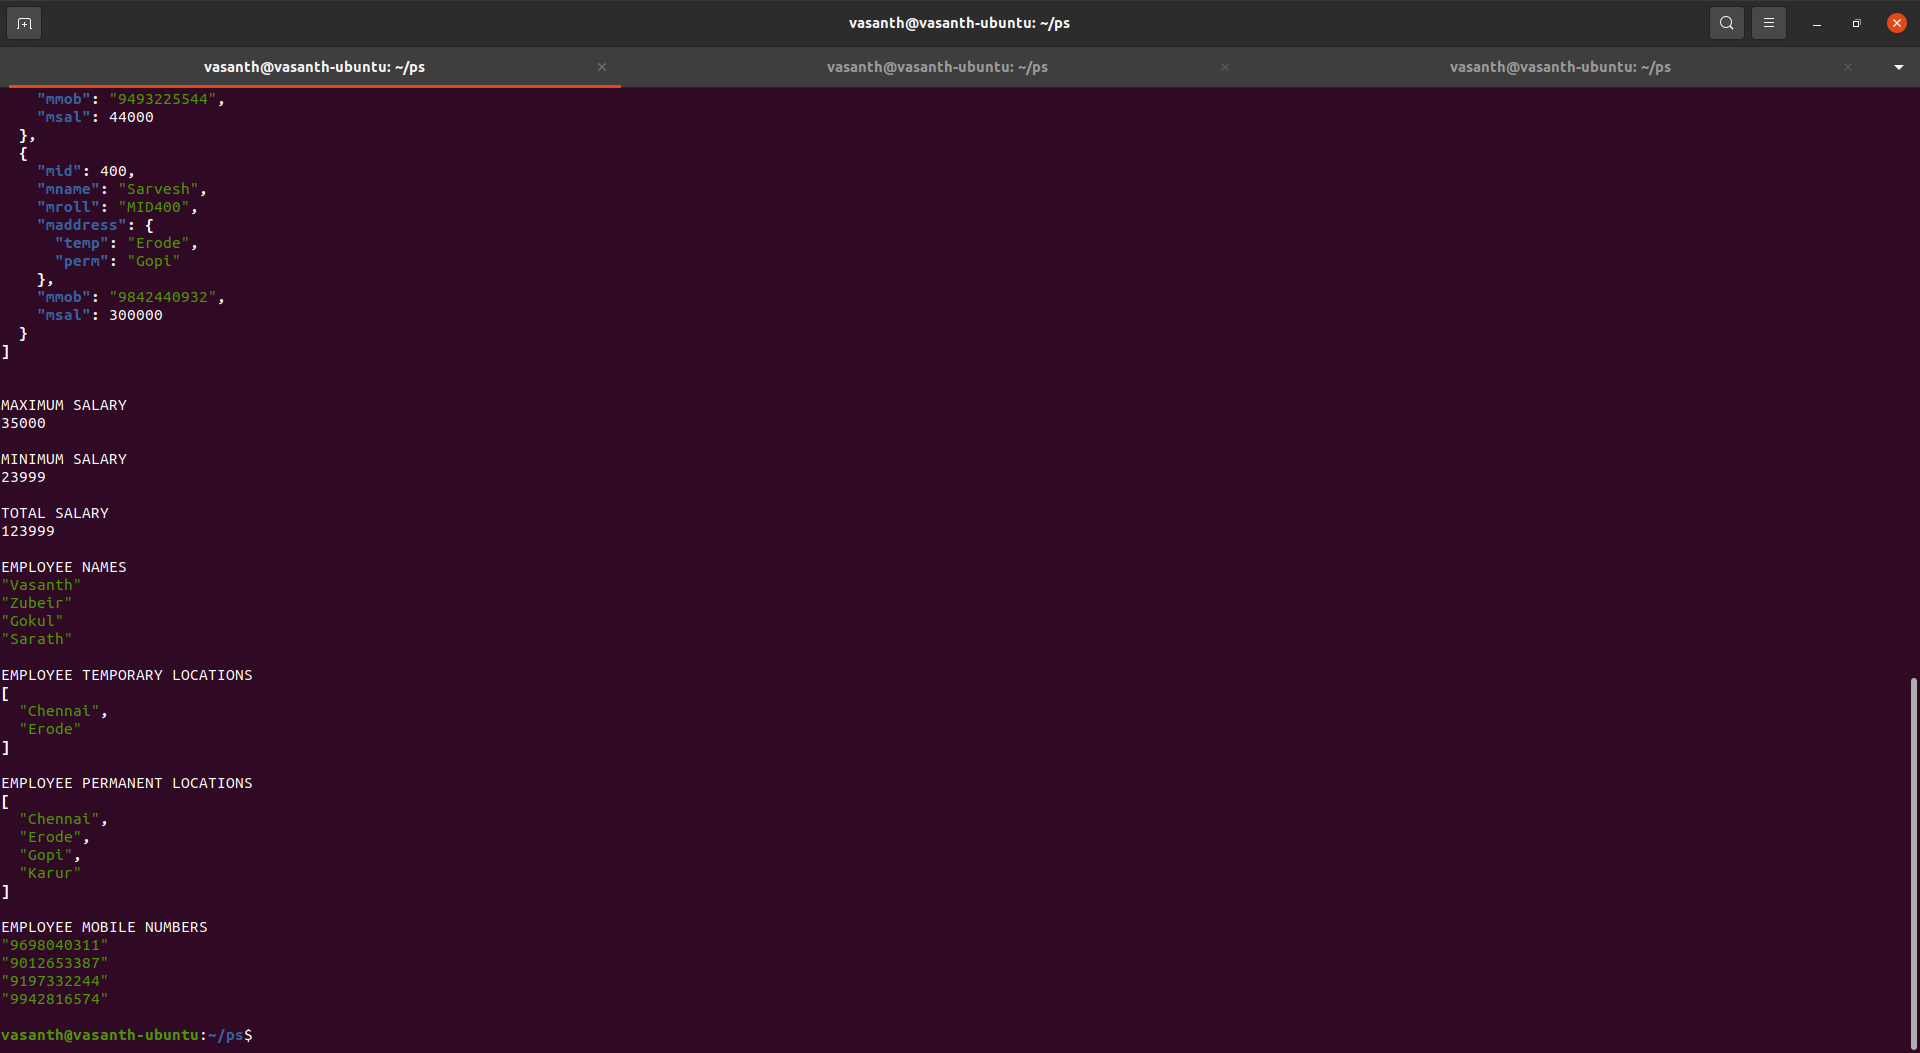 vasanth@vasanth-ubuntu: ~/ps
vasanth@vasanth-ubuntu: ~/ps vasanth@vasanth-ubuntu: ~/ps vasanth@vasanth-ubuntu: ~/ps
    "mmob": "9493225544",
    "msal": 44000
  },
  {
    "mid": 400,
    "mname": "Sarvesh",
    "mroll": "MID400",
    "maddress": {
      "temp": "Erode",
      "perm": "Gopi"
    },
    "mmob": "9842440932",
    "msal": 300000
  }
]
MAXIMUM SALARY
35000
MINIMUM SALARY
23999
TOTAL SALARY
123999
EMPLOYEE NAMES
"Vasanth"
"Zubeir"
"Gokul"
"Sarath"
EMPLOYEE TEMPORARY LOCATIONS
[
  "Chennai",
  "Erode"
]
EMPLOYEE PERMANENT LOCATIONS
[
  "Chennai",
  "Erode",
  "Gopi",
  "Karur"
]
EMPLOYEE MOBILE NUMBERS
"9698040311"
"9012653387"
"9197332244"
"9942816574"
vasanth@vasanth-ubuntu:~/ps$